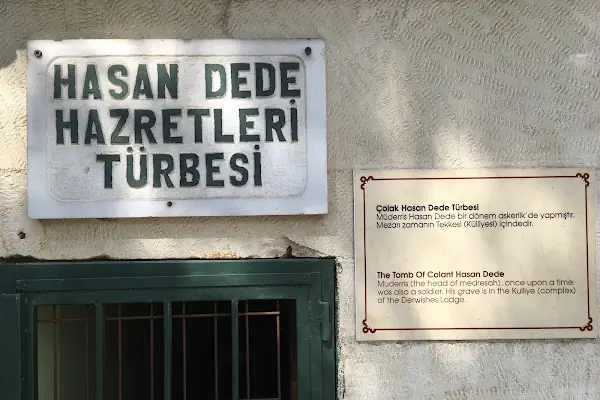 HASAN DEDE
HAZRETLERİ
TÜRBESİ
Çolak Hasan Dede Türbesi
Müderris Hasan Dede bir dönem askerlik'de yapmıştır.
Mezarı zamanın Tekkesi (Külliyesi) içindedir.
The Tomb Of Colant Hasan Dede
Muderris (the head of medresah), once upon a time,
was also a soldier. His grave is in the Kulliye (complex)
of the Derwishes Lodge.